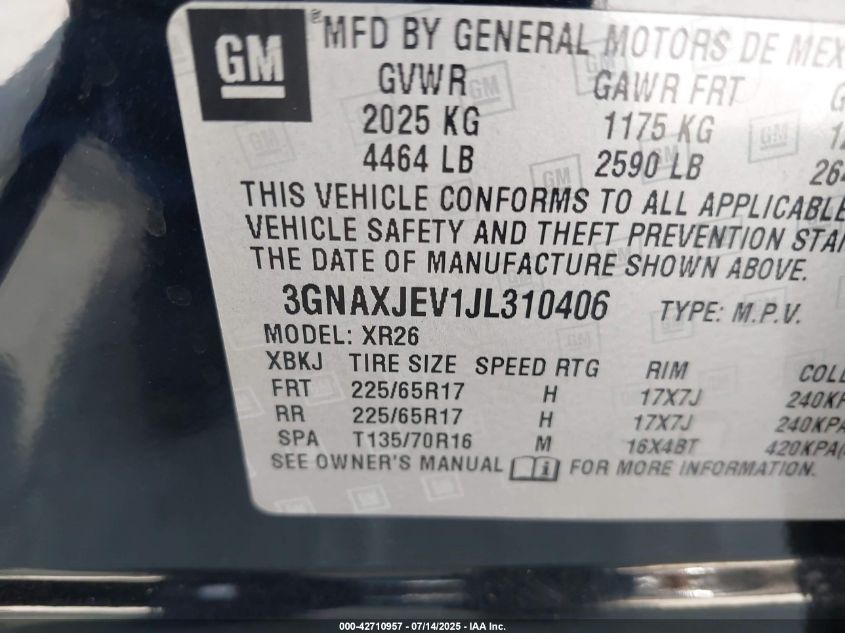 GM
MFD BY GENERAL MOTORS DE
GVWR GAWR FRT
2025 KG 1175 KG
4464 LB 2590 LB
THIS VEHICLE CONFORMS TO ALL APPLICABLE
VEHICLE SAFETY AND THEFT PREVENTION
THE DATE OF MANUFACTURE SHOWN ABOVE.
3GNAXJEV1JL310406 TYPE: M.P.V.
MODEL: XR26
XBKJ TIRE SIZE SPEED RTG RIM COLD
FRT 225/65R17 H 17X7J 240KPA
RR 225/65R17 H 17X7J 240KPA
SPA T135/70R16 M 16X4BT 420KPA(
SEE OWNER'S MANUAL FOR MORE INFORMATION.
000-42710957 - 07/14/2025 - IAA Inc.